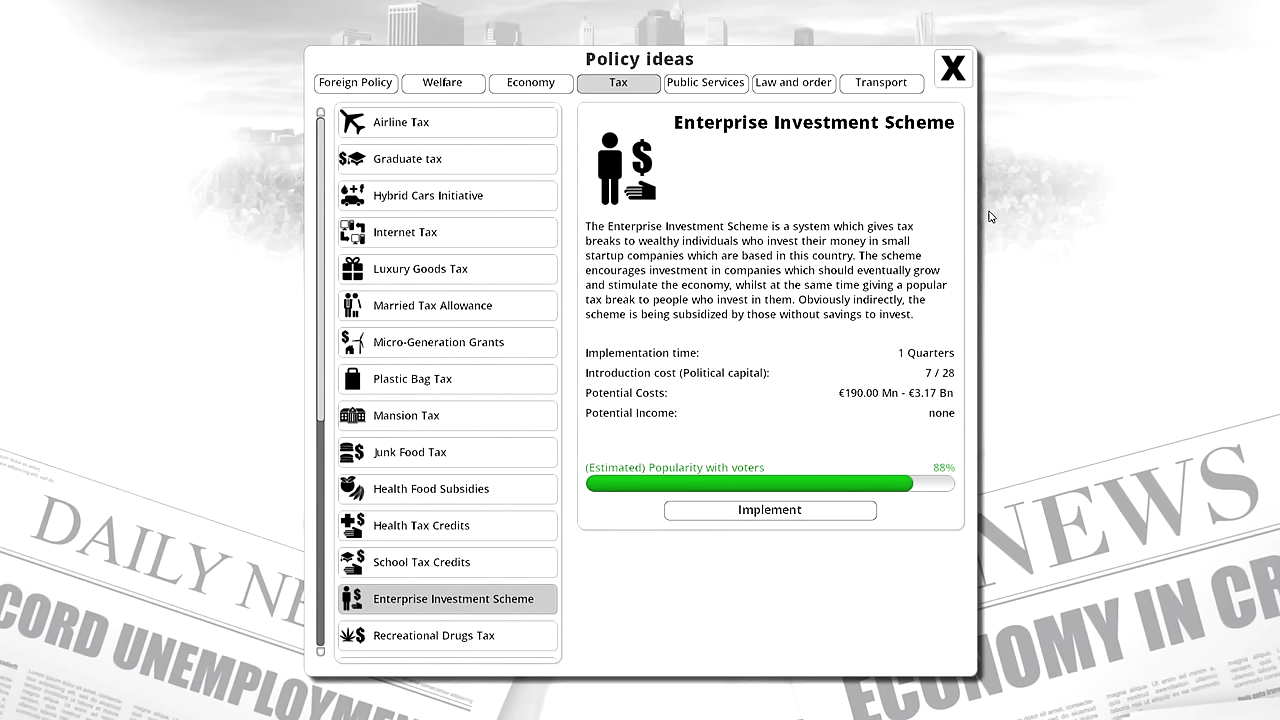 Policy ideas
X
Foreign Policy
Welfare
Economy
Tax
Public Services
Law and order
Transport
Airline Tax
Graduate tax
Hybrid Cars Initiative
Internet Tax
Luxury Goods Tax
Married Tax Allowance
Micro-Generation Grants
Plastic Bag Tax
Mansion Tax
Junk Food Tax
Health Food Subsidies
Health Tax Credits
School Tax Credits
Enterprise Investment Scheme
Recreational Drugs Tax
Enterprise Investment Scheme
The Enterprise Investment Scheme is a system which gives tax
breaks to wealthy individuals who invest their money in small
startup companies which are based in this country. The scheme
encourages investment in companies which should eventually grow
and stimulate the economy, whilst at the same time giving a popular
tax break to people who invest in them. Obviously indirectly, the
scheme is being subsidized by those without savings to invest.
Implementation time: 1 Quarters
Introduction cost (Political capital): 7 / 28
Potential Costs: €190.00 Mn - €3.17 Bn
Potential Income: none
(Estimated) Popularity with voters 88%
Implement
DAILY NE
CORD UNEMPLOYM
NEWS
ECONOMY IN CR